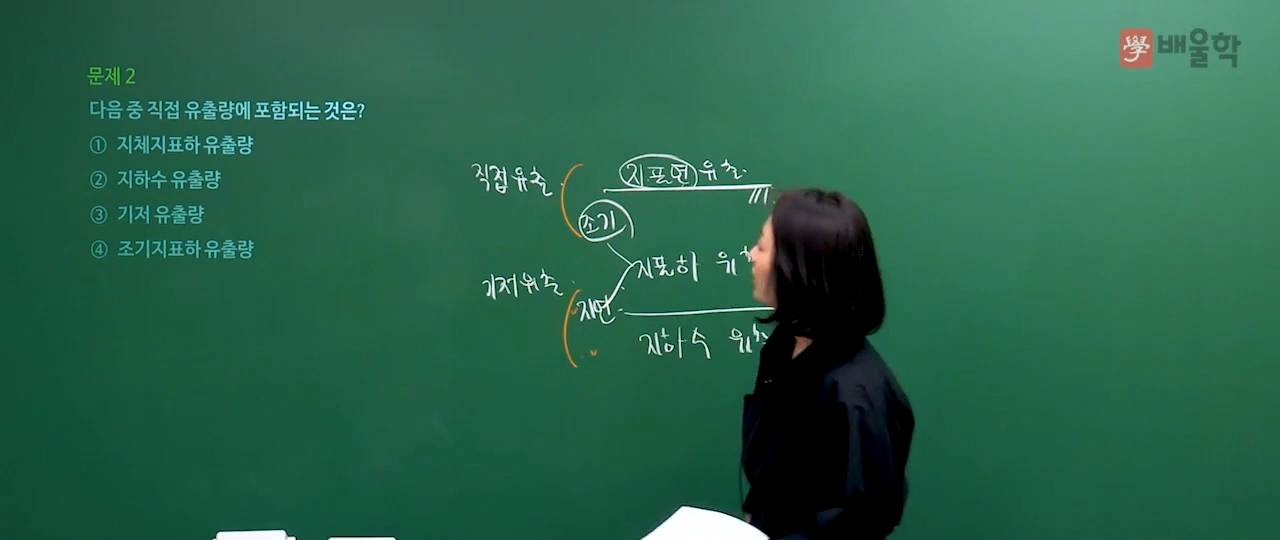 學 배울학
문제 2
다음 중 직접 유출량에 포함되는 것은?
① 지체지표하 유출량
② 지하수 유출량
③ 기저 유출량
④ 조기지표하 유출량
직접유출
지표면 유출
조기
지표하 유출
기저유출
지연
지하수 유출